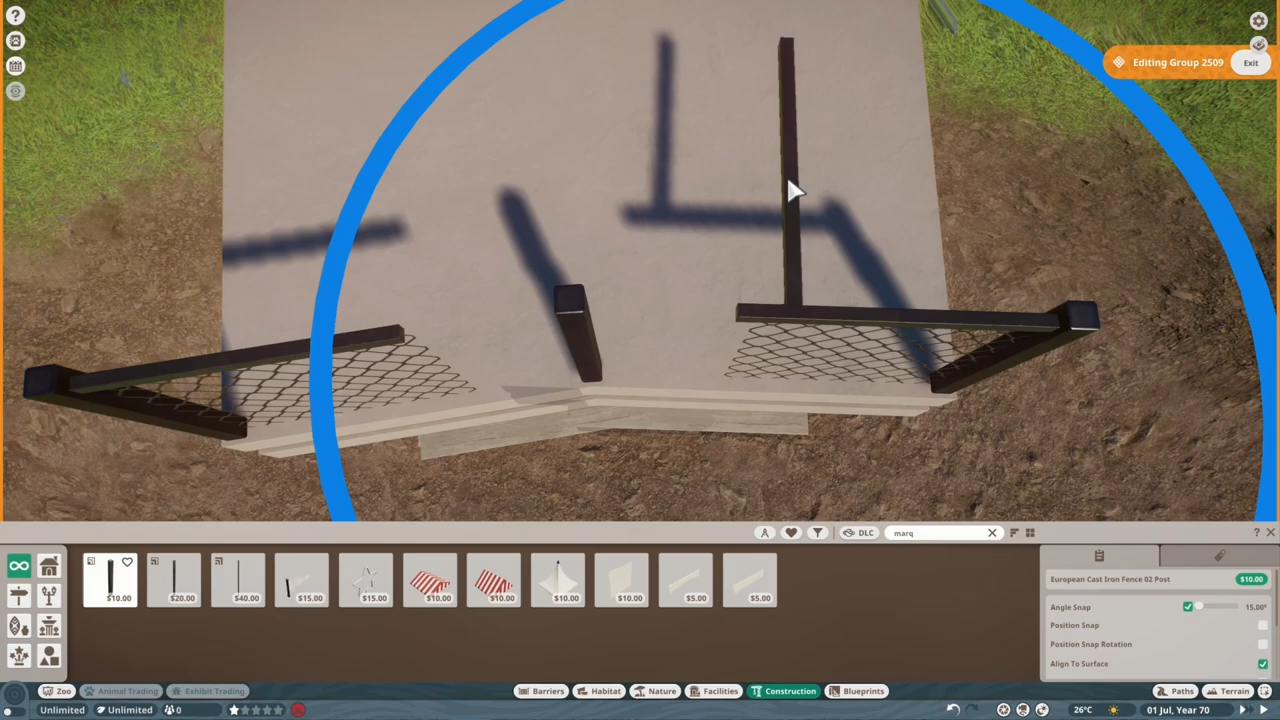 ?
Editing Group 2509 Exit
DLC marq
?
$10.00 $20.00 $40.00 $15.00 $15.00 $10.00 $10.00 $10.00 $10.00 $5.00 $5.00
European Cast Iron Fence 02 Post $10.00
Angle Snap 15.00°
Position Snap
Position Snap Rotation
Align To Surface
Zoo Animal Trading Exhibit Trading Barriers Habitat Nature Facilities Construction Blueprints Paths Terrain
Unlimited Unlimited 0 26°C 01 Jul, Year 70